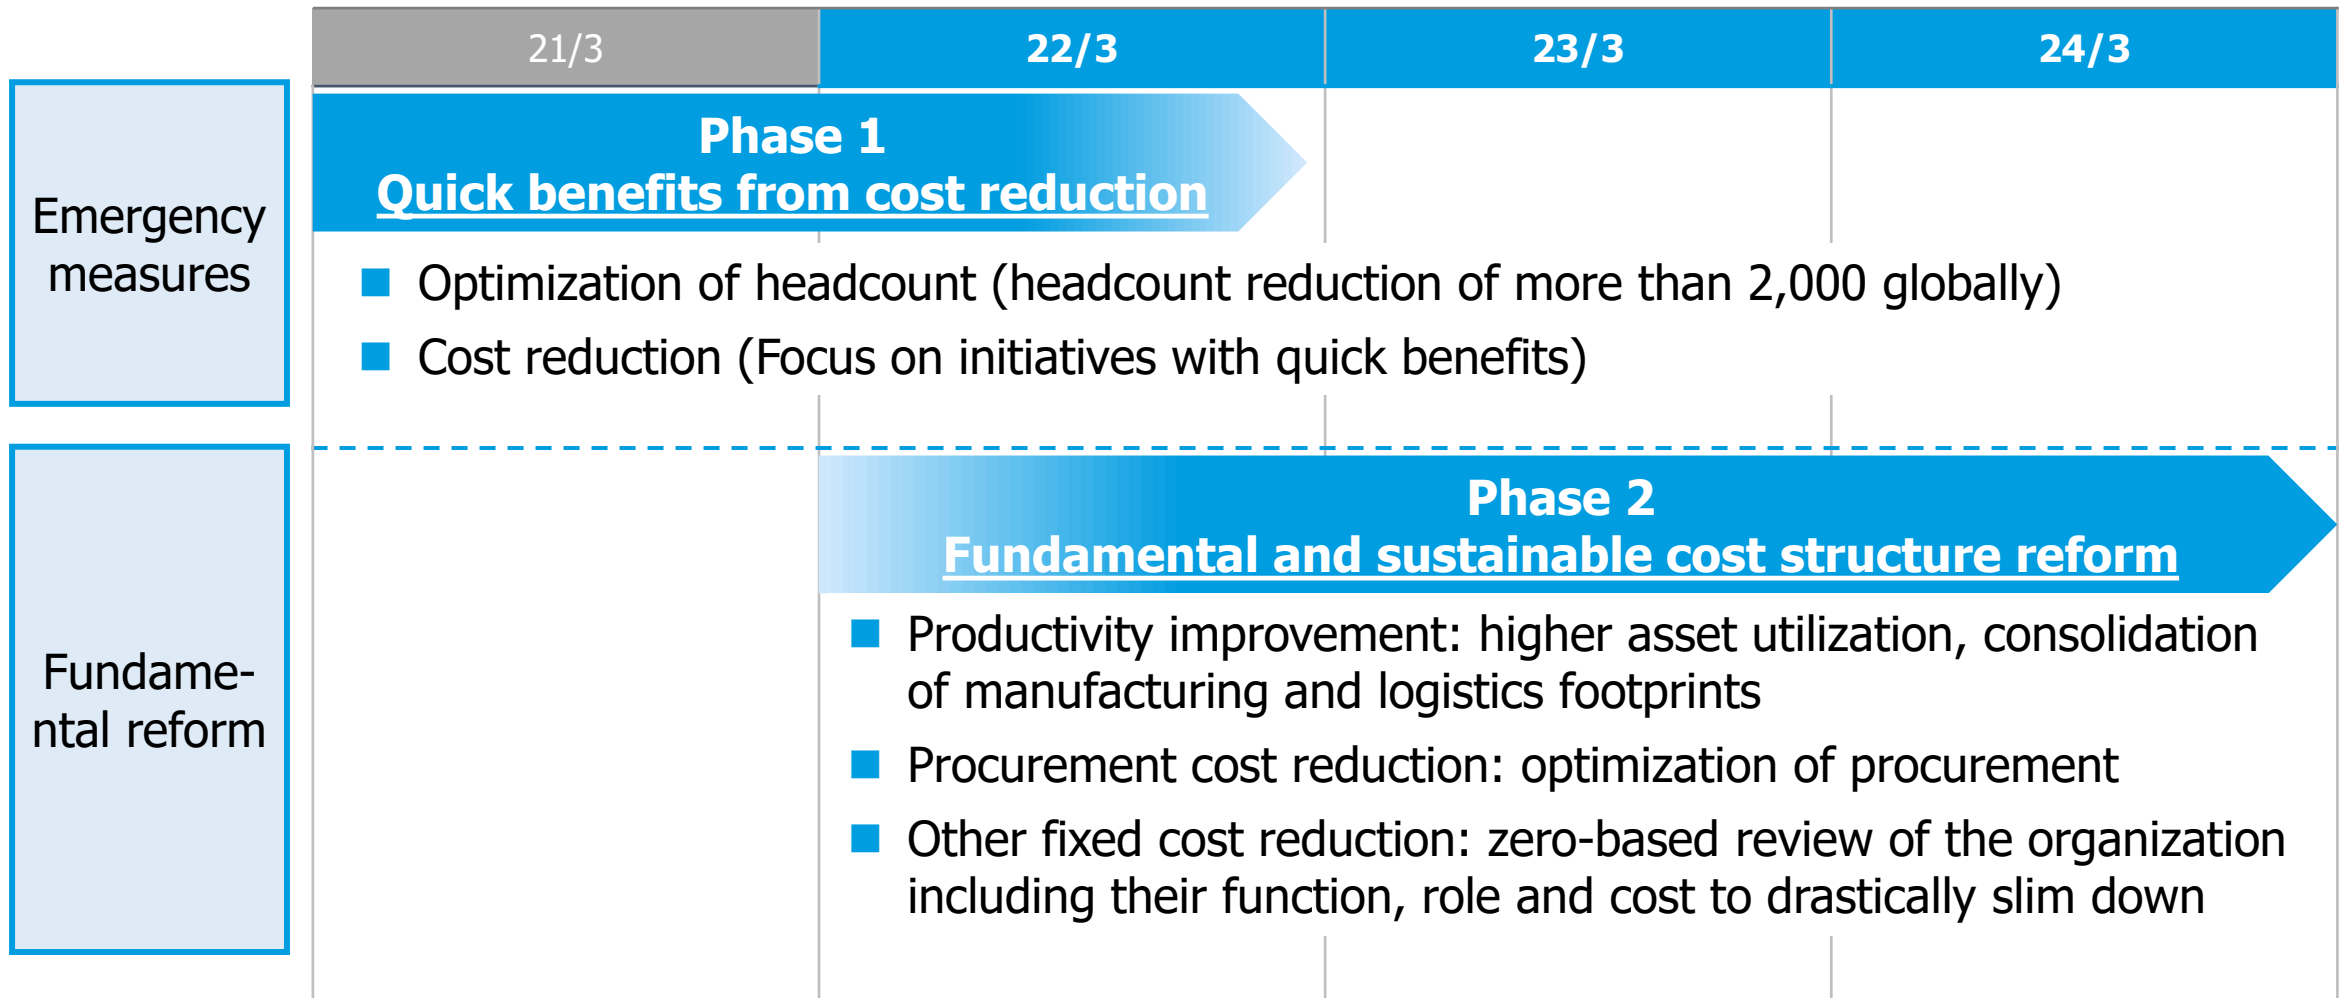 21/3 22/3 23/3 24/3
Emergency
measures
Phase 1
Quick benefits from cost reduction
Optimization of headcount (headcount reduction of more than 2,000 globally)
Cost reduction (Focus on initiatives with quick benefits)
Fundame-
ntal reform
Phase 2
Fundamental and sustainable cost structure reform
Productivity improvement: higher asset utilization, consolidation
of manufacturing and logistics footprints
Procurement cost reduction: optimization of procurement
Other fixed cost reduction: zero-based review of the organization
including their function, role and cost to drastically slim down